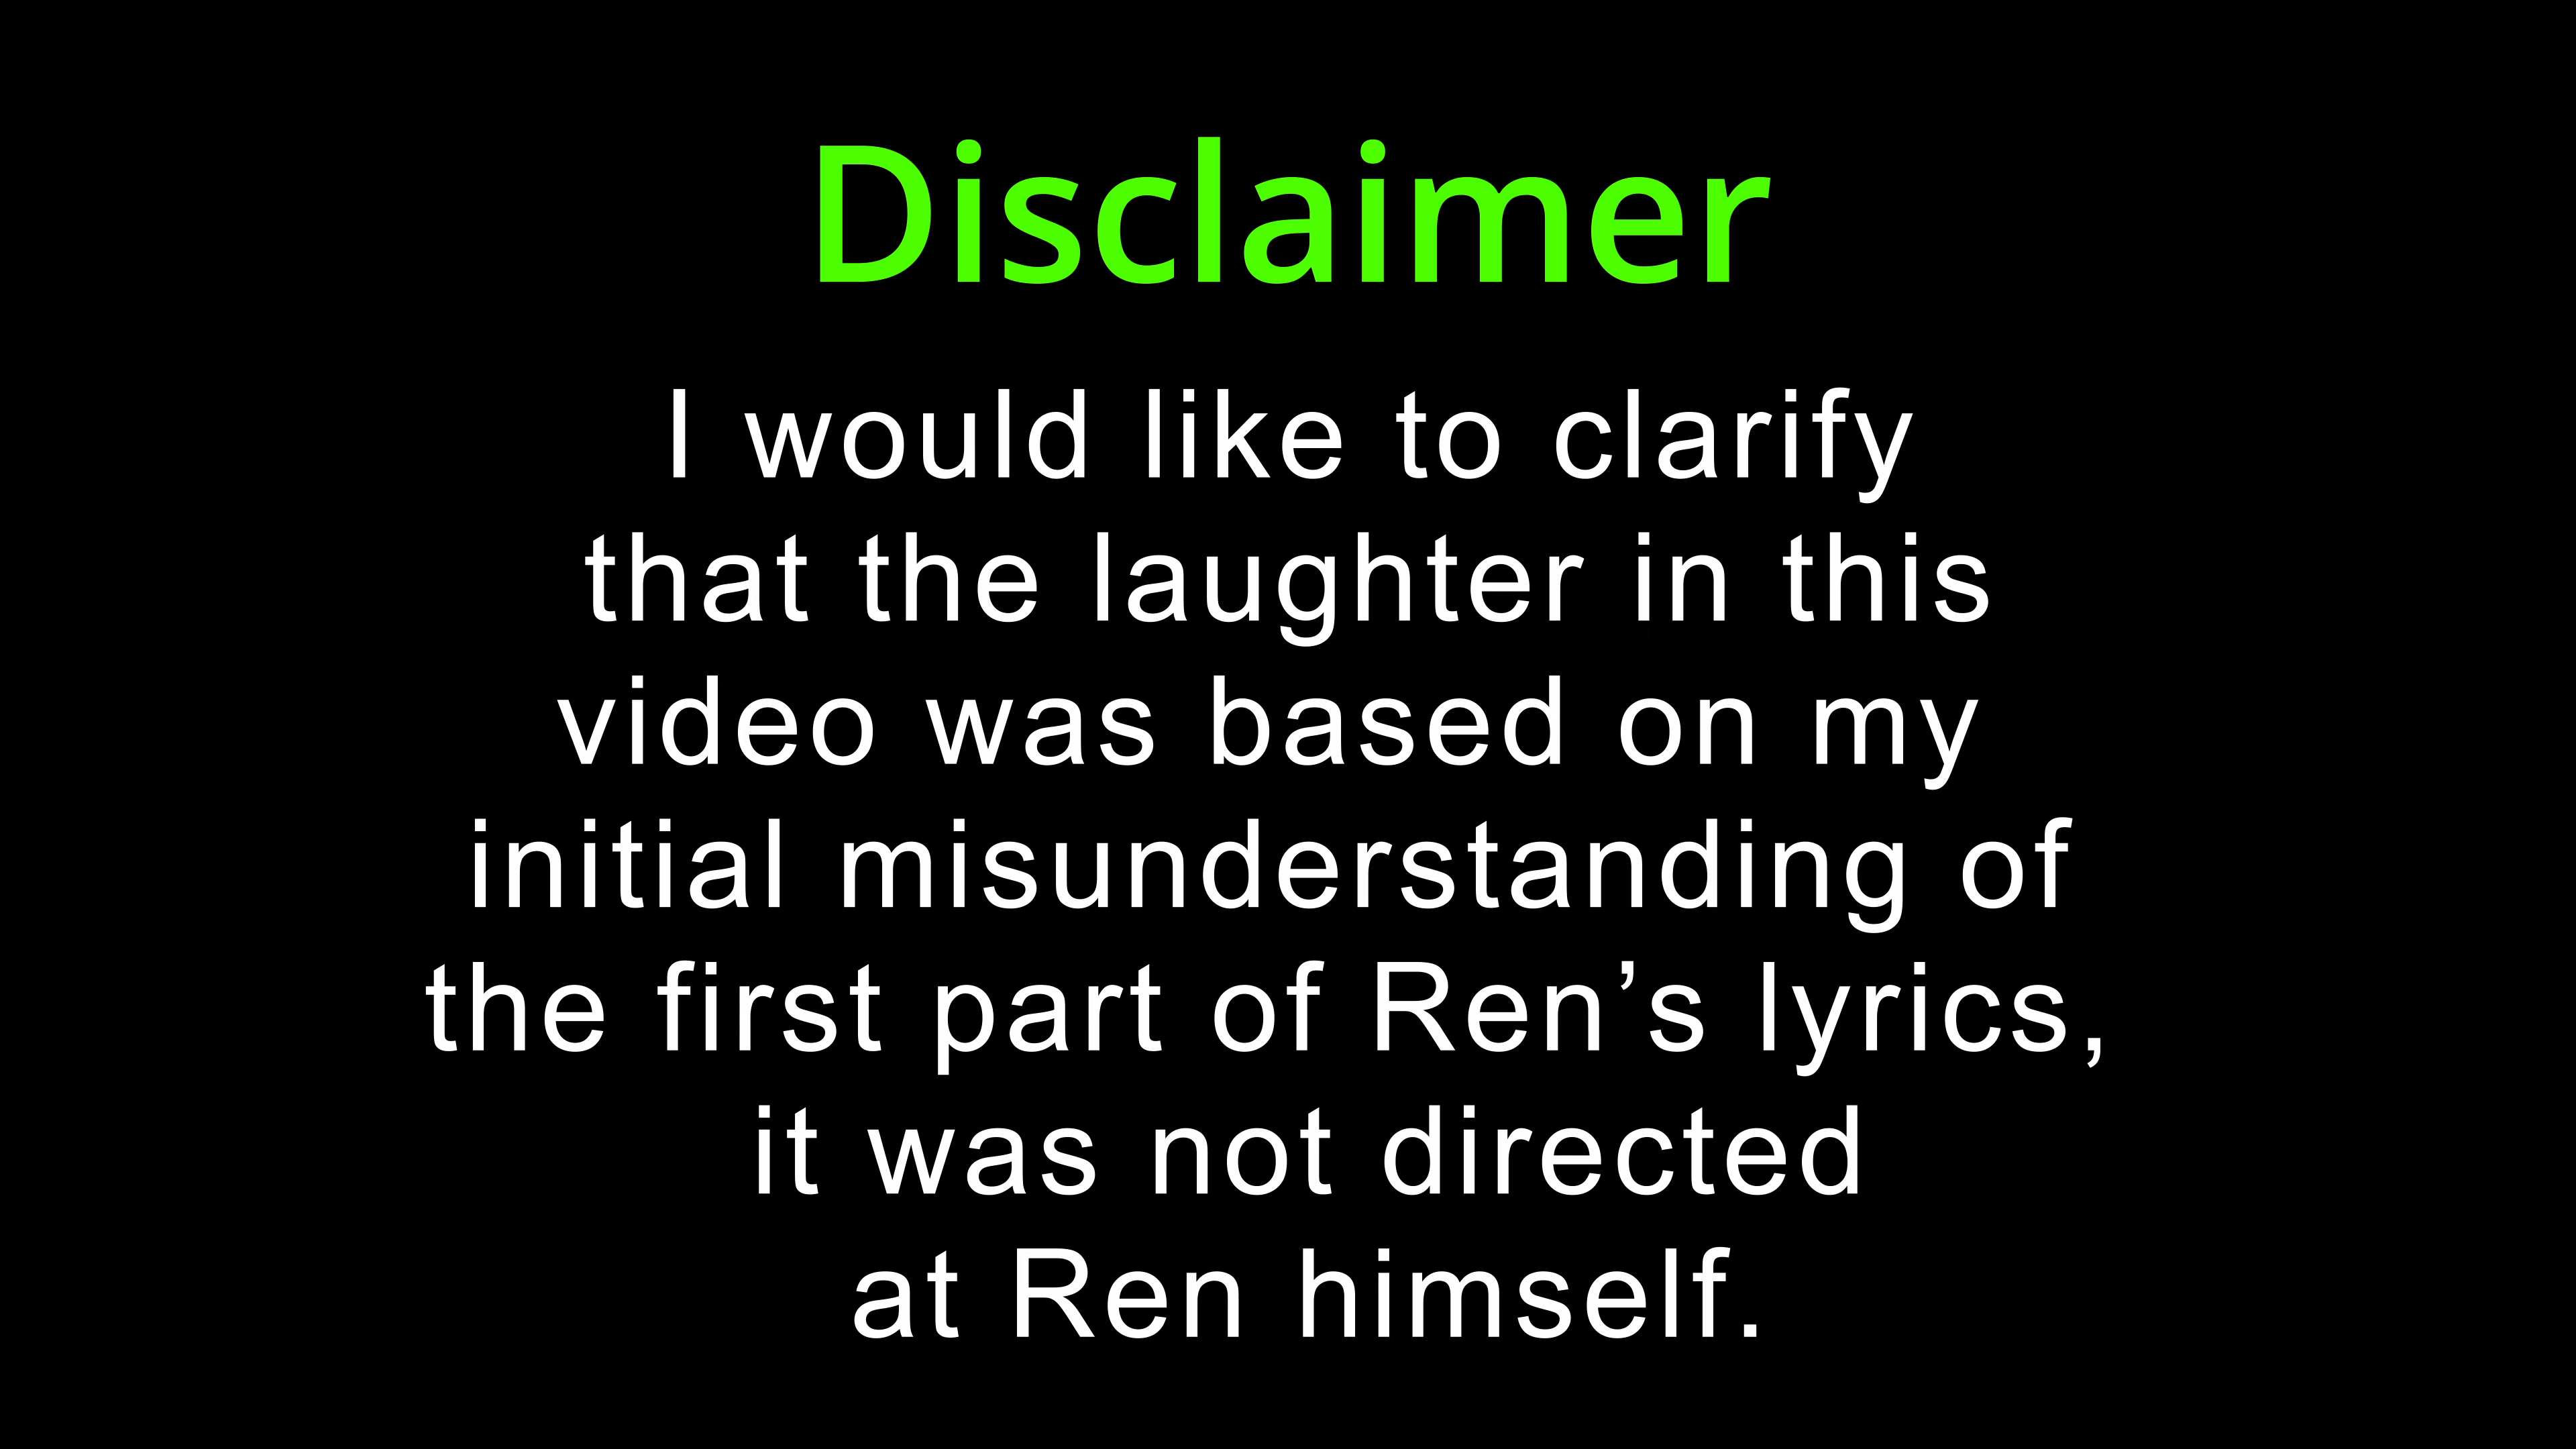 Disclaimer
I would like to clarify
that the laughter in this
video was based on my
initial misunderstanding of
the first part of Ren’s lyrics,
it was not directed
at Ren himself.